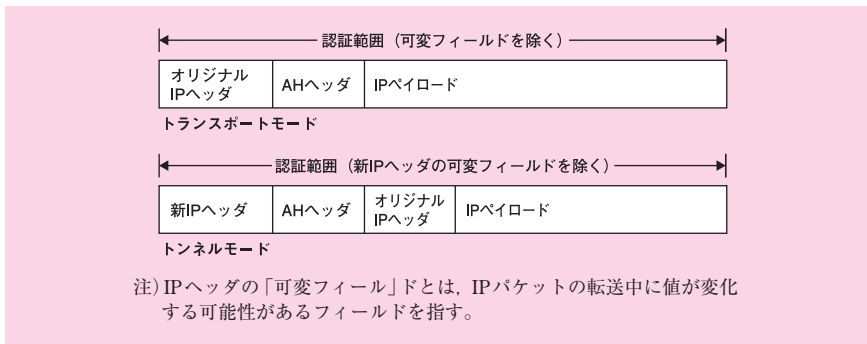 認証範囲（可変フィールドを除く）
オリジナル
IPヘッダ
AHヘッダ
IPペイロード
トランスポートモード
認証範囲（新IPヘッダの可変フィールドを除く）
新IPヘッダ
AHヘッダ
オリジナル
IPヘッダ
IPペイロード
トンネルモード
注）IPヘッダの「可変フィール」ドとは，IPパケットの転送中に値が変化
する可能性があるフィールドを指す。